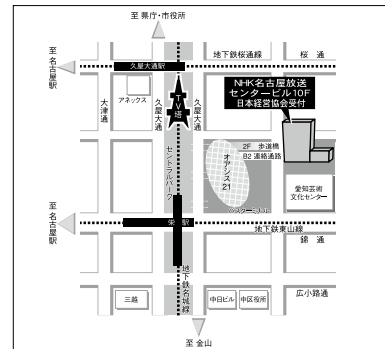 至 県庁・市役所
至 名古屋駅
久屋大通駅
地下鉄桜通線
桜通
大津通
アネックス
久屋大通
TV塔
久屋大通
NHK名古屋放送
センタービル10F
日本経営協会受付
2F 歩道橋
B2 連絡通路
オアシス21
セントラルパーク
愛知芸術
文化センター
バスターミナル
至 名古屋駅
栄駅
地下鉄東山線
錦通
地下鉄名城線
三越
中日ビル
中区役所
広小路通
至 金山